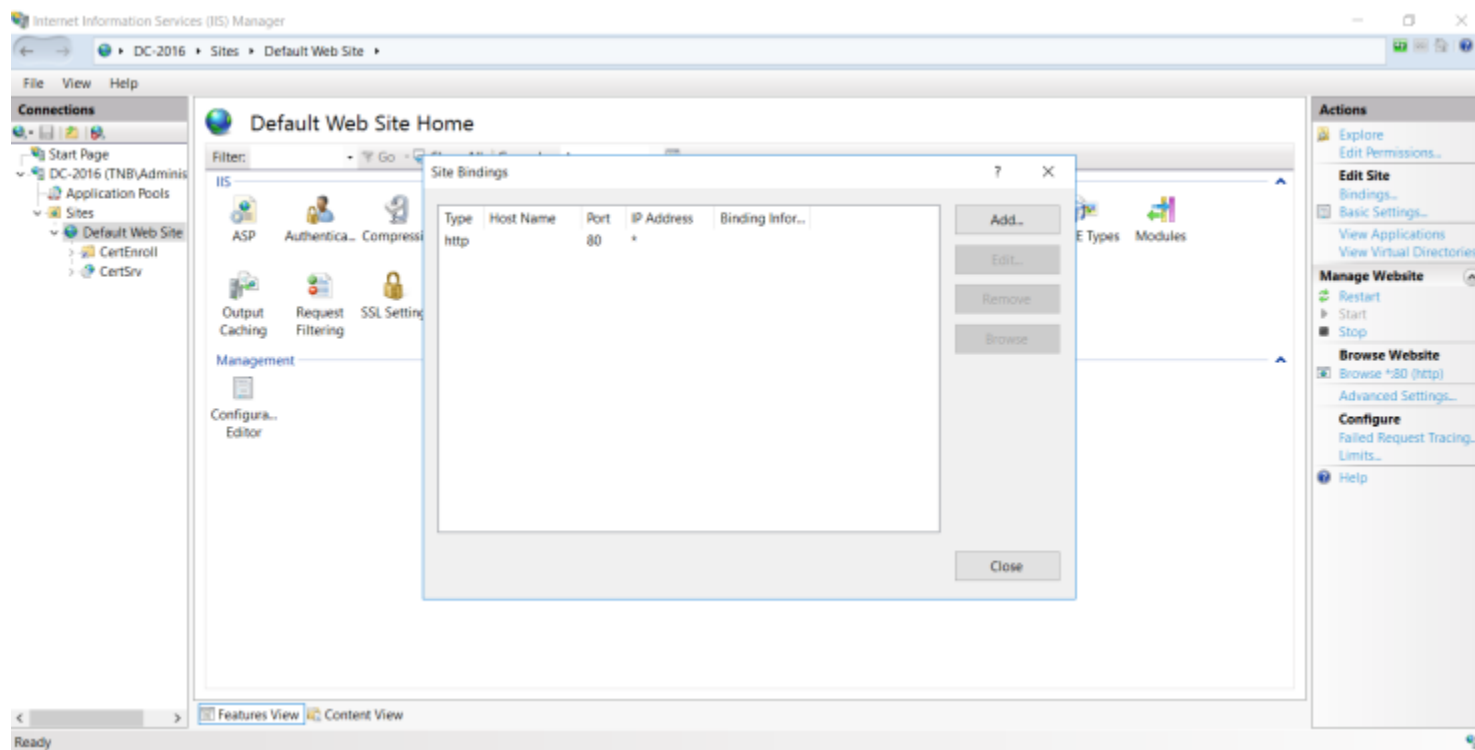 Internet Information Services (IIS) Manager
DC-2016 Sites Default Web Site
File View Help
Connections
Start Page
DC-2016 (TNB\Adminis
Application Pools
Sites
Default Web Site
CertEnroll
CertSrv
Default Web Site Home
Filter: Go
IIS
ASP Authentica... Compressi E Types Modules
Output Caching
Request Filtering
SSL Setting
Management
Configura... Editor
Site Bindings ?
Type Host Name Port IP Address Binding Infor...
http 80 *
Add...
Edit...
Remove
Browse
Close
Features View Content View
Ready
Actions
Explore
Edit Permissions...
Edit Site
Bindings...
Basic Settings...
View Applications
View Virtual Directories
Manage Website
Restart
Start
Stop
Browse Website
Browse *:80 (http)
Advanced Settings...
Configure
Failed Request Tracing...
Limits...
Help